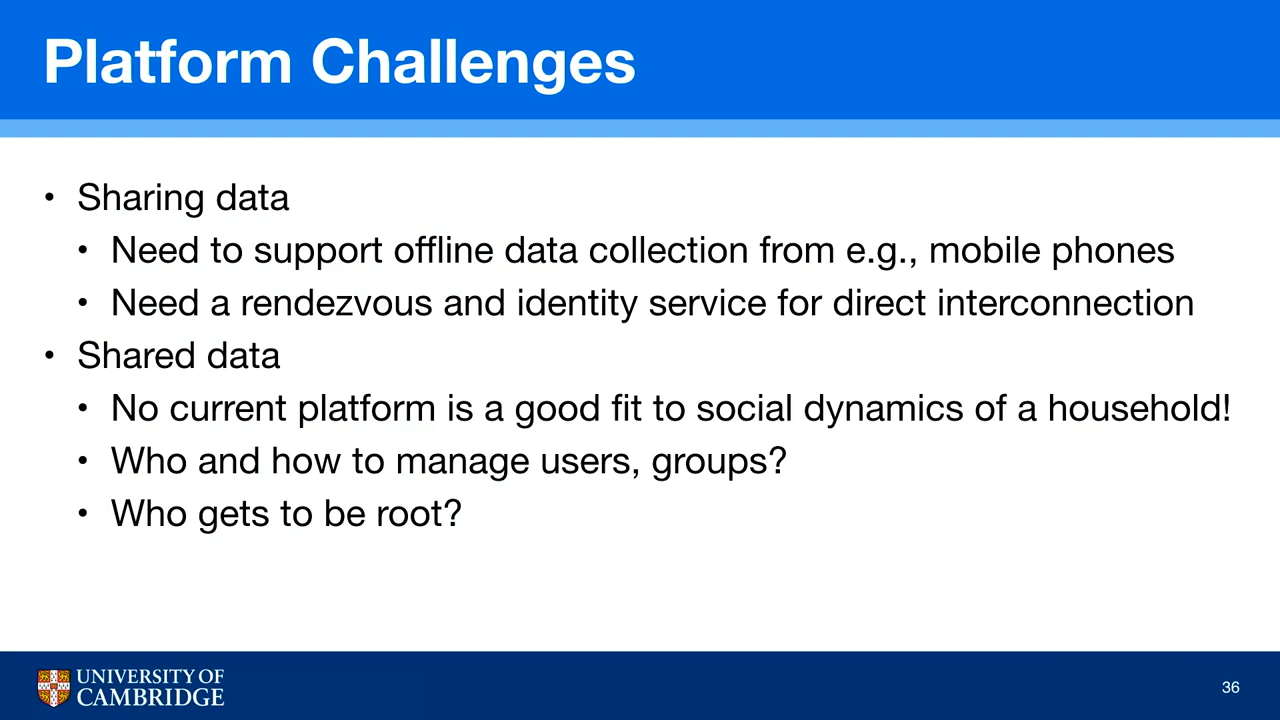 Platform Challenges
• Sharing data
• Need to support offline data collection from e.g., mobile phones
• Need a rendezvous and identity service for direct interconnection
• Shared data
• No current platform is a good fit to social dynamics of a household!
• Who and how to manage users, groups?
• Who gets to be root?
UNIVERSITY OF
CAMBRIDGE
36